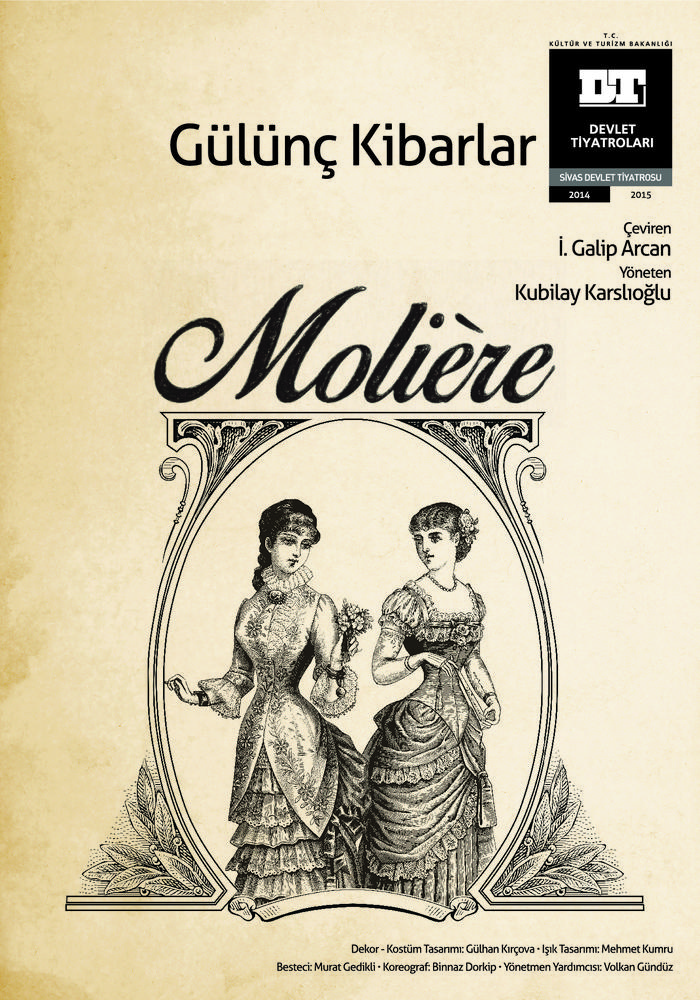 T.C.
KÜLTÜR VE TURİZM BAKANLIĞI
DT
DEVLET
TİYATROLARI
SİVAS DEVLET TİYATROSU
2014 2015
Gülünç Kibarlar
Çeviren
İ. Galip Arcan
Yöneten
Kubilay Karslıoğlu
Molière
Dekor - Kostüm Tasarımı: Gülhan Kırçova • Işık Tasarımı: Mehmet Kumru
Besteci: Murat Gedikli • Koreograf: Binnaz Dorkip • Yönetmen Yardımcısı: Volkan Gündüz